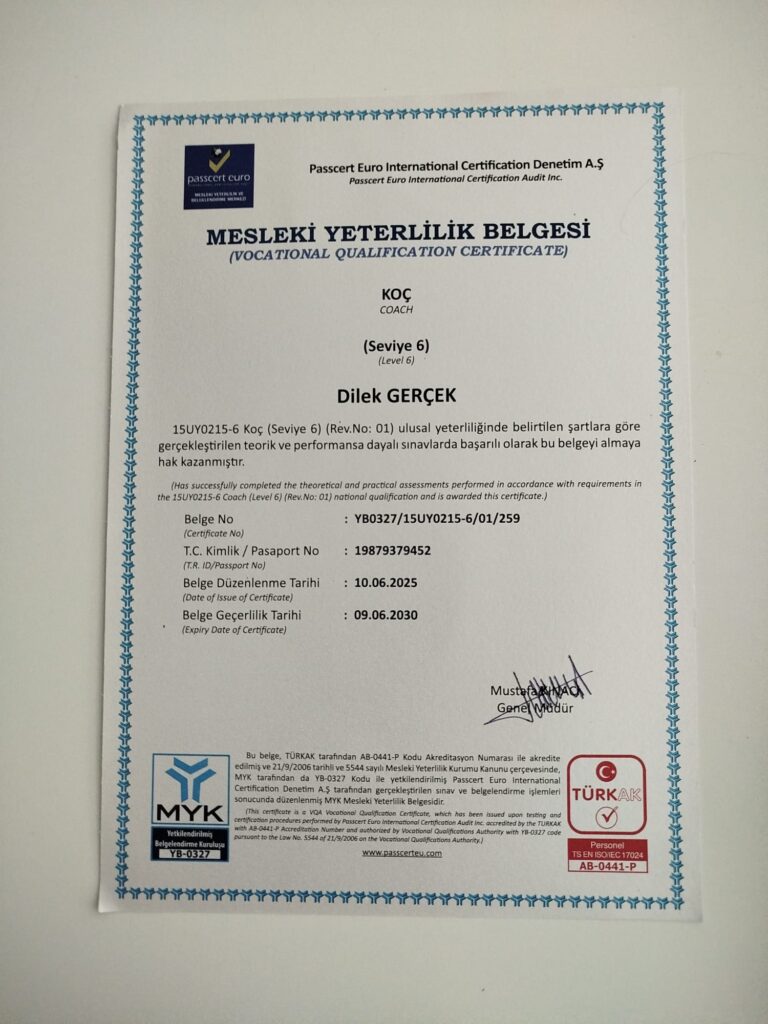 passcert euro
MESLEKİ YETERLİLİK VE
BELGELENDİRME MERKEZİ
Passcert Euro International Certification Denetim A.Ş
Passcert Euro International Certification Audit Inc.
MESLEKİ YETERLİLİK BELGESİ
(VOCATIONAL QUALIFICATION CERTIFICATE)
KOÇ
COACH
(Seviye 6)
(Level 6)
Dilek GERÇEK
15UY0215-6 Koç (Seviye 6) (Rev.No: 01) ulusal yeterliliğinde belirtilen şartlara göre
gerçekleştirilen teorik ve performansa dayalı sınavlarda başarılı olarak bu belgeyi almaya
hak kazanmıştır.
(Has successfully completed the theoretical and practical assessments performed in accordance with requirements in
the 15UY0215-6 Coach (Level 6) (Rev.No: 01) national qualification and is awarded this certificate.)
Belge No : YB0327/15UY0215-6/01/259
(Certificate No)
T.C. Kimlik / Pasaport No : 19879379452
(T.R. ID/Passport No)
Belge Düzenlenme Tarihi : 10.06.2025
(Date of Issue of Certificate)
Belge Geçerlilik Tarihi : 09.06.2030
(Expiry Date of Certificate)
Mustafa
Genel Müdür
Bu belge, TÜRKAK tarafından AB-0441-P Kodu Akreditasyon Numarası ile akredite
edilmiş ve 21/9/2006 tarihli ve 5544 sayılı Mesleki Yeterlilik Kurumu Kanunu çerçevesinde,
MYK tarafından da YB-0327 Kodu ile yetkilendirilmiş Passcert Euro International
Certification Denetim A.Ş tarafından gerçekleştirilen sınav ve belgelendirme işlemleri
sonucunda düzenlenmiş MYK Mesleki Yeterlilik Belgesidir.
(This certificate is a VQA Vocational Qualification Certificate, which has been issued upon testing and
certification procedures performed by Passcert Euro International Certification Audit Inc. accredited by the TURKAK
with AB-0441-P Accreditation Number and authorized by Vocational Qualifications Authority with YB-0327 code
pursuant to the Law No. 5544 of 21/9/2006 on the Vocational Qualifications Authority.)
www.passcerteu.com
MYK
Yetkilendirilmiş
Belgelendirme Kuruluşu
YB-0327
TÜRKAK
Personel
TS EN ISO/IEC 17024
AB-0441-P